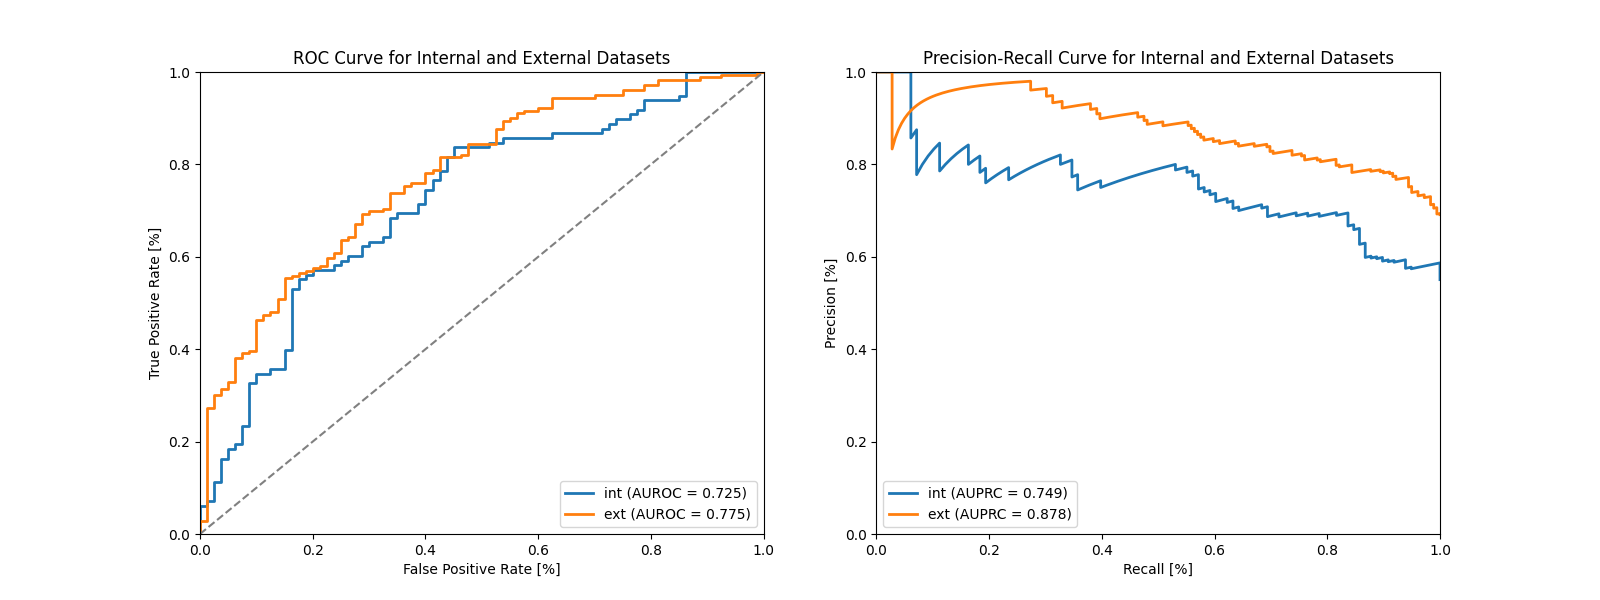 ROC Curve for Internal and External Datasets
True Positive Rate [%]
1.0
0.8
0.6
0.4
0.2
0.0
int (AUROC = 0.725)
ext (AUROC = 0.775)
0.0 0.2 0.4 0.6 0.8 1.0
False Positive Rate [%]
Precision-Recall Curve for Internal and External Datasets
Precision [%]
1.0
0.8
0.6
0.4
0.2
0.0
int (AUPRC = 0.749)
ext (AUPRC = 0.878)
0.0 0.2 0.4 0.6 0.8 1.0
Recall [%]